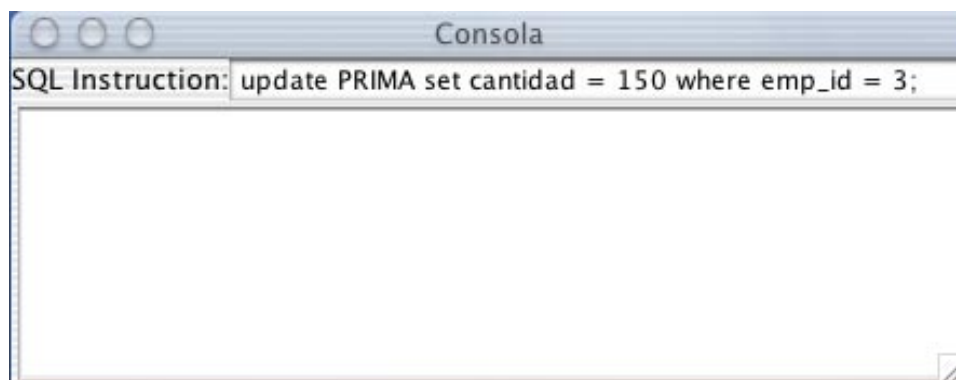 Consola
SQL Instruction: update PRIMA set cantidad = 150 where emp_id = 3;